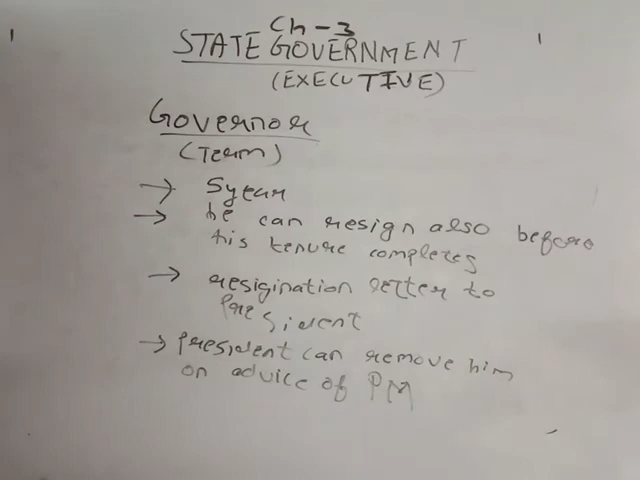 Ch-3
STATE GOVERNMENT
(EXECUTIVE)
Governor
(Term)
→ 5year
→ he can resign also before
his tenure completes
→ resigination letter to
President
→ President can remove him
on advice of PM